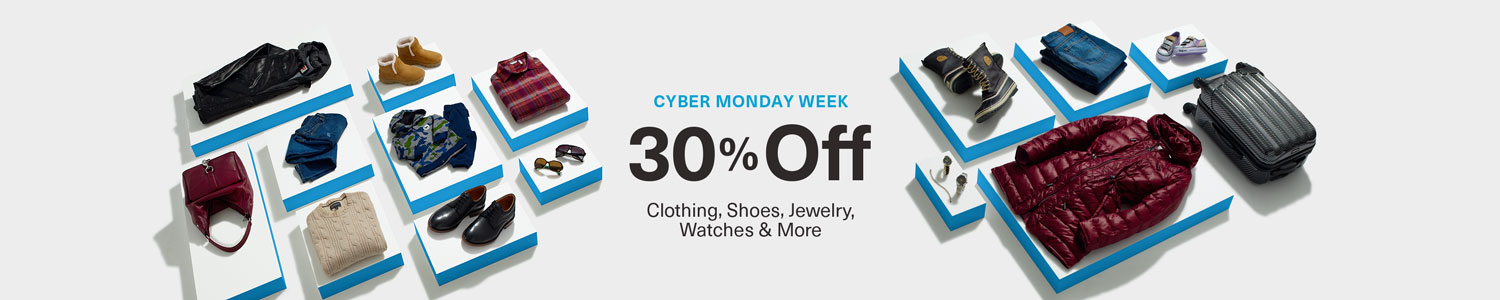 CYBER MONDAY WEEK
30% Off
Clothing, Shoes, Jewelry,
Watches & More